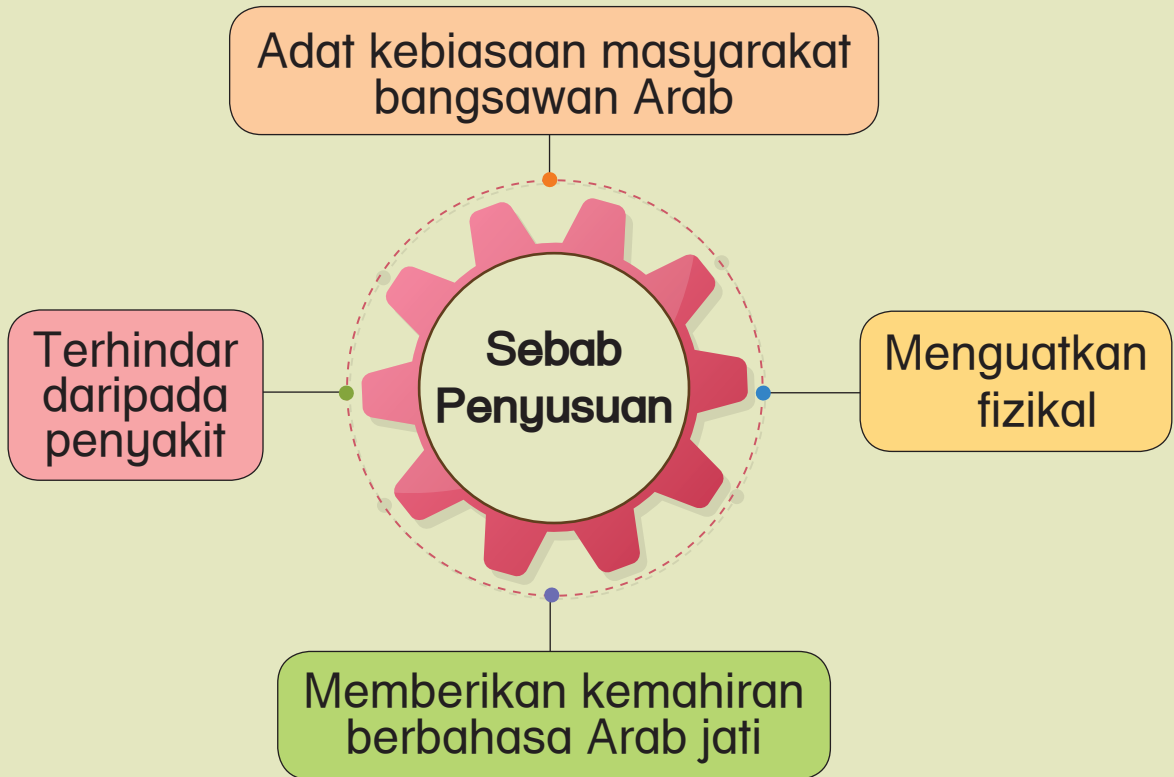 Adat kebiasaan masyarakat
bangsawan Arab
Terhindar
daripada
penyakit
Sebab
Penyusuan
Menguatkan
fizikal
Memberikan kemahiran
berbahasa Arab jati